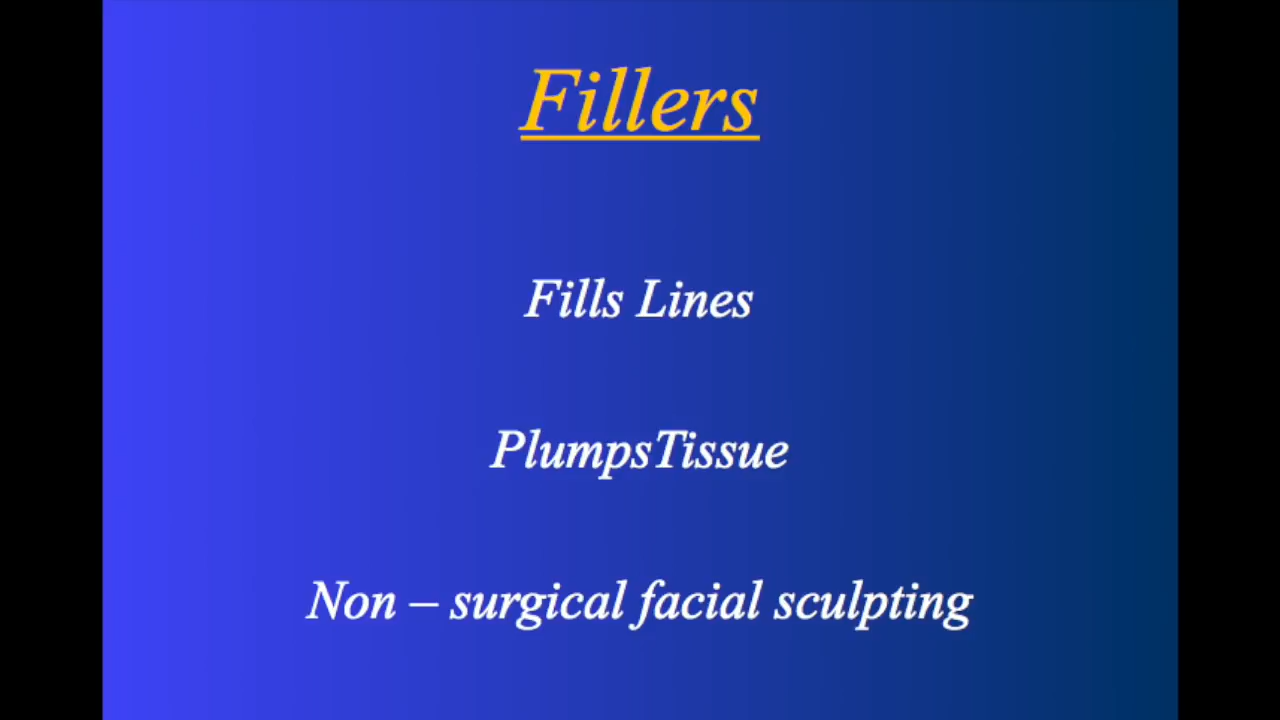 Fillers
Fills Lines
PlumpsTissue
Non – surgical facial sculpting